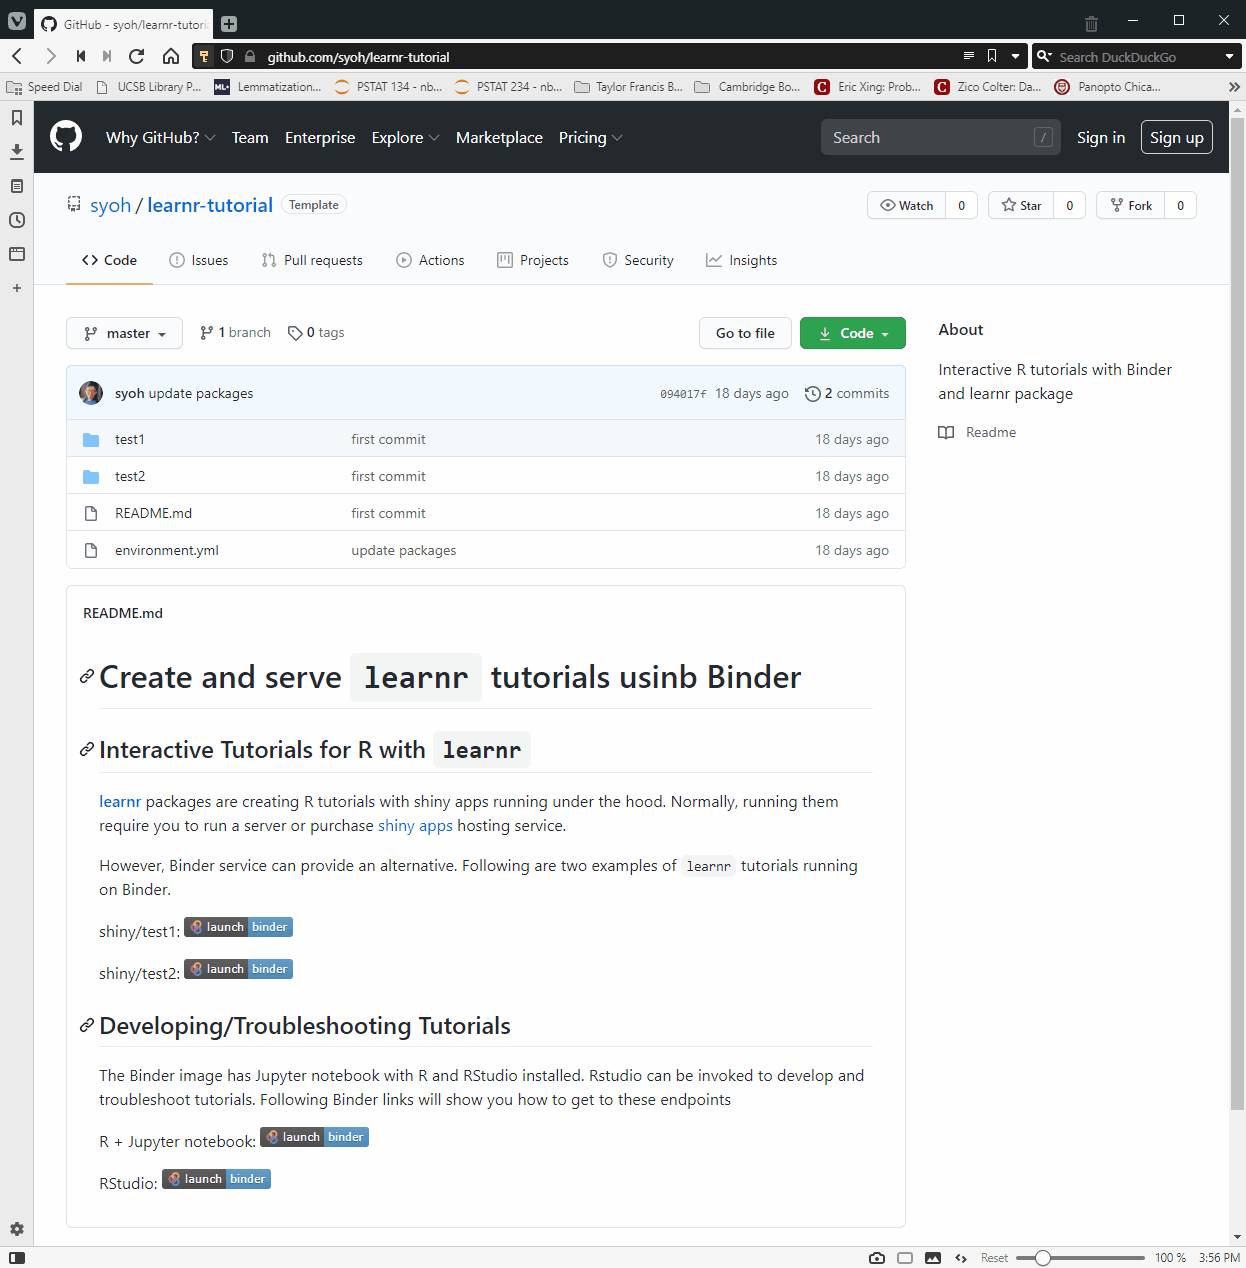 GitHub - syoh/learnr-tutoria
github.com/syoh/learnr-tutorial
Search DuckDuckGo
Speed Dial
UCSB Library P...
ML+
Lemmatization...
PSTAT 134 - nb...
PSTAT 234 - nb...
Taylor Francis B...
Cambridge Bo...
C
Eric Xing: Prob...
C
Zico Colter: Da...
Panopto Chica...
Why GitHub?
Team
Enterprise
Explore
Marketplace
Pricing
Search
/
Sign in
Sign up
syoh / learnr-tutorial
Template
Watch
0
Star
0
Fork
0
Code
Issues
Pull requests
Actions
Projects
Security
Insights
master
1 branch
0 tags
Go to file
Code
syoh update packages
094017f
18 days ago
2 commits
test1
first commit
18 days ago
test2
first commit
18 days ago
README.md
first commit
18 days ago
environment.yml
update packages
18 days ago
About
Interactive R tutorials with Binder
and learnr package
Readme
README.md
Create and serve learnr tutorials usinb Binder
Interactive Tutorials for R with learnr
learnr packages are creating R tutorials with shiny apps running under the hood. Normally, running them
require you to run a server or purchase shiny apps hosting service.
However, Binder service can provide an alternative. Following are two examples of learnr tutorials running
on Binder.
shiny/test1: launch binder
shiny/test2: launch binder
Developing/Troubleshooting Tutorials
The Binder image has Jupyter notebook with R and RStudio installed. Rstudio can be invoked to develop and
troubleshoot tutorials. Following Binder links will show you how to get to these endpoints
R + Jupyter notebook: launch binder
RStudio: launch binder
Reset
100 %
3:56 PM